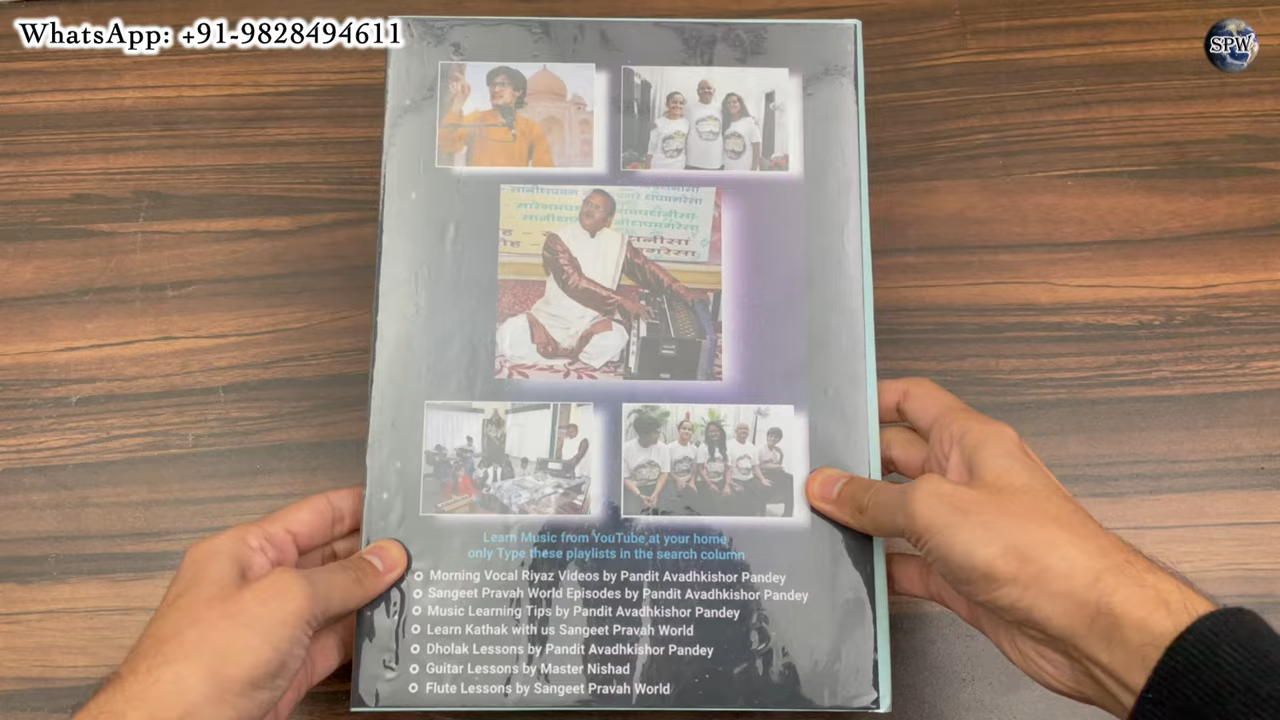 WhatsApp: +91-9828494611
SPW
सानीधपमग
सारेगमपध
सानीधप
Learn Music from YouTube at your home
only Type these playlists in the search column
Morning Vocal Riyaz Videos by Pandit Avadhkishor Pandey
Sangeet Pravah World Episodes by Pandit Avadhkishor Pandey
Music Learning Tips by Pandit Avadhkishor Pandey
Learn Kathak with us Sangeet Pravah World
Dholak Lessons by Pandit Avadhkishor Pandey
Guitar Lessons by Master Nishad
Flute Lessons by Sangeet Pravah World